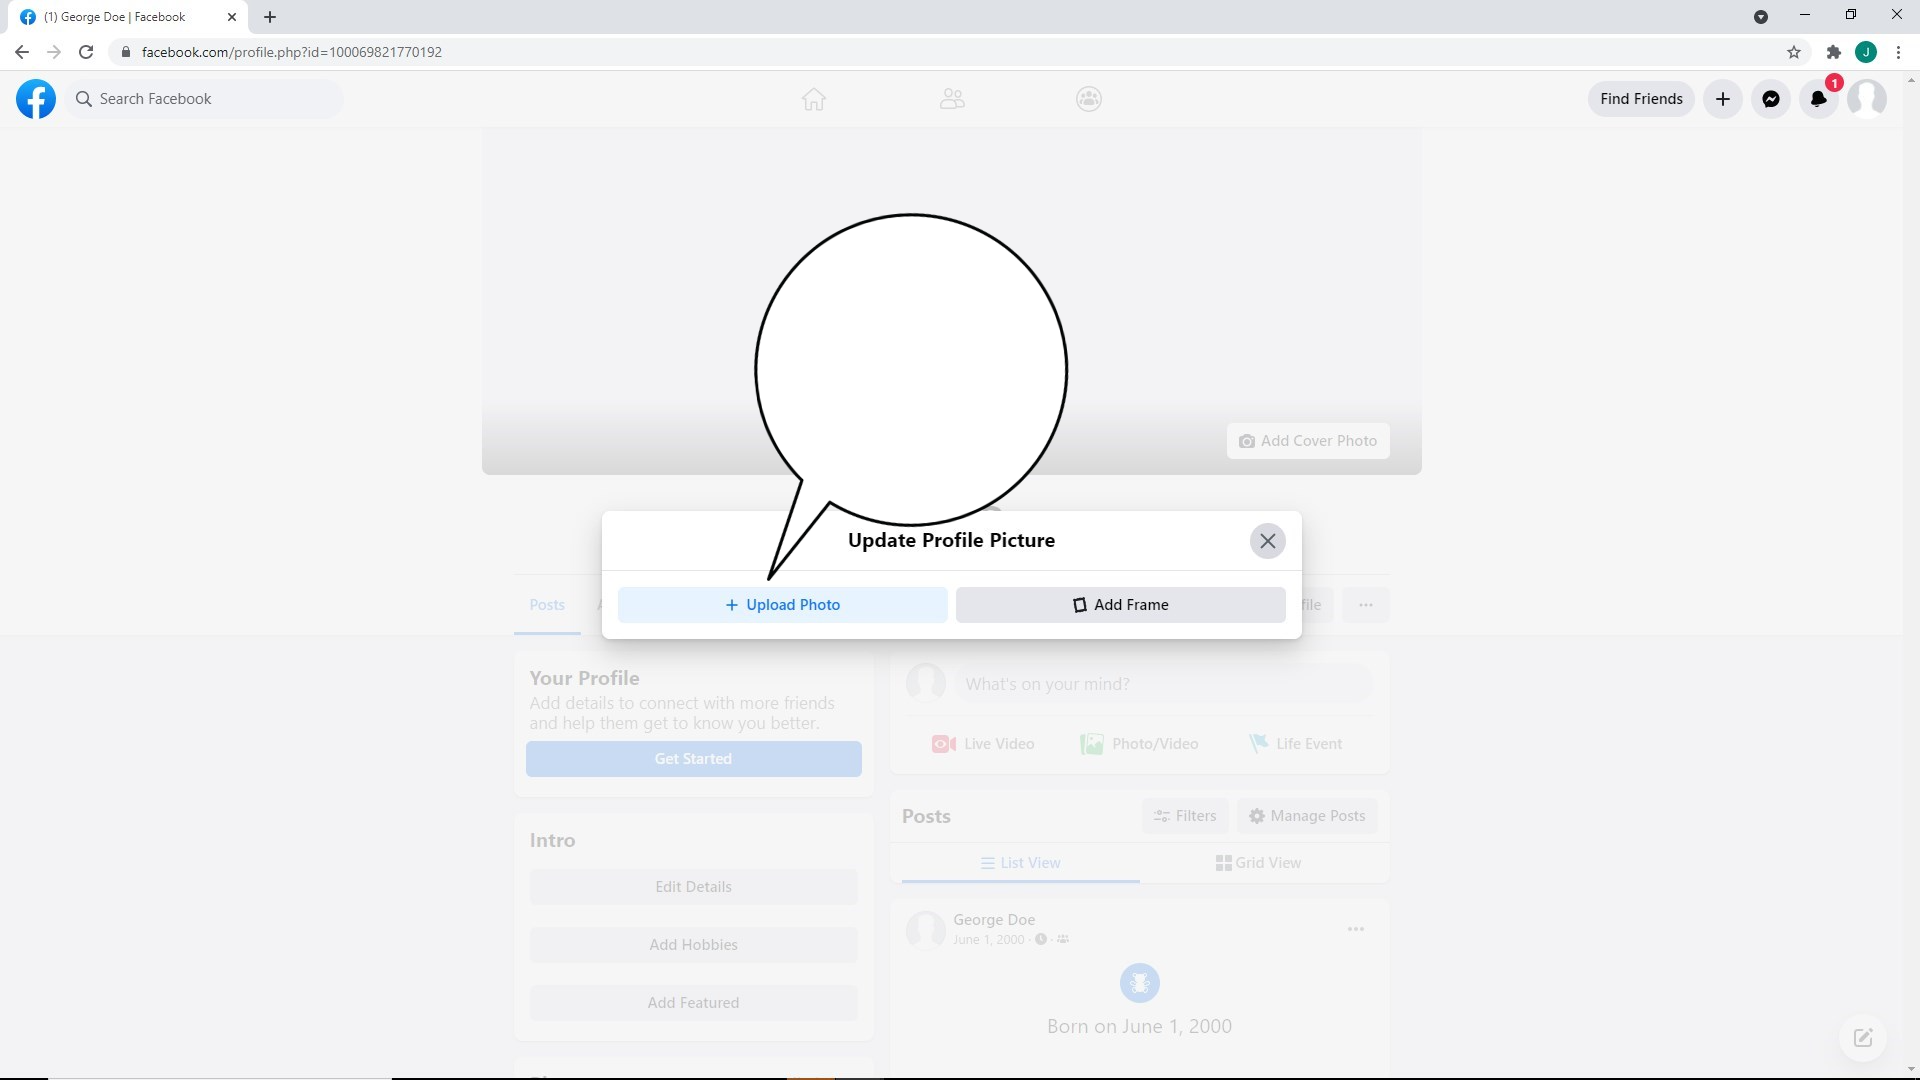 (1) George Doe | Facebook
facebook.com/profile.php?id=100069821770192
J
Search Facebook
Find Friends
1
Add Cover Photo
Update Profile Picture
Upload Photo
Add Frame
Posts
Your Profile
Add details to connect with more friends
and help them get to know you better.
Get Started
What's on your mind?
Live Video
Photo/Video
Life Event
Intro
Edit Details
Add Hobbies
Add Featured
Posts
Filters
Manage Posts
List View
Grid View
George Doe
June 1, 2000 ·
Born on June 1, 2000